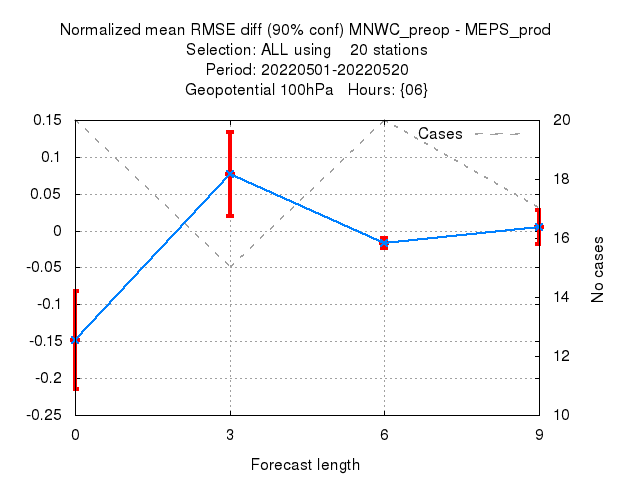 Normalized mean RMSE diff (90% conf) MNWC_preop - MEPS_prod
Selection: ALL using    20 stations
Period: 20220501-20220520
Geopotential 100hPa   Hours: {06}
Cases
0.15
0.1
0.05
0
-0.05
-0.1
-0.15
-0.2
-0.25
20
18
16
14
12
10
No cases
0 3 6 9
Forecast length